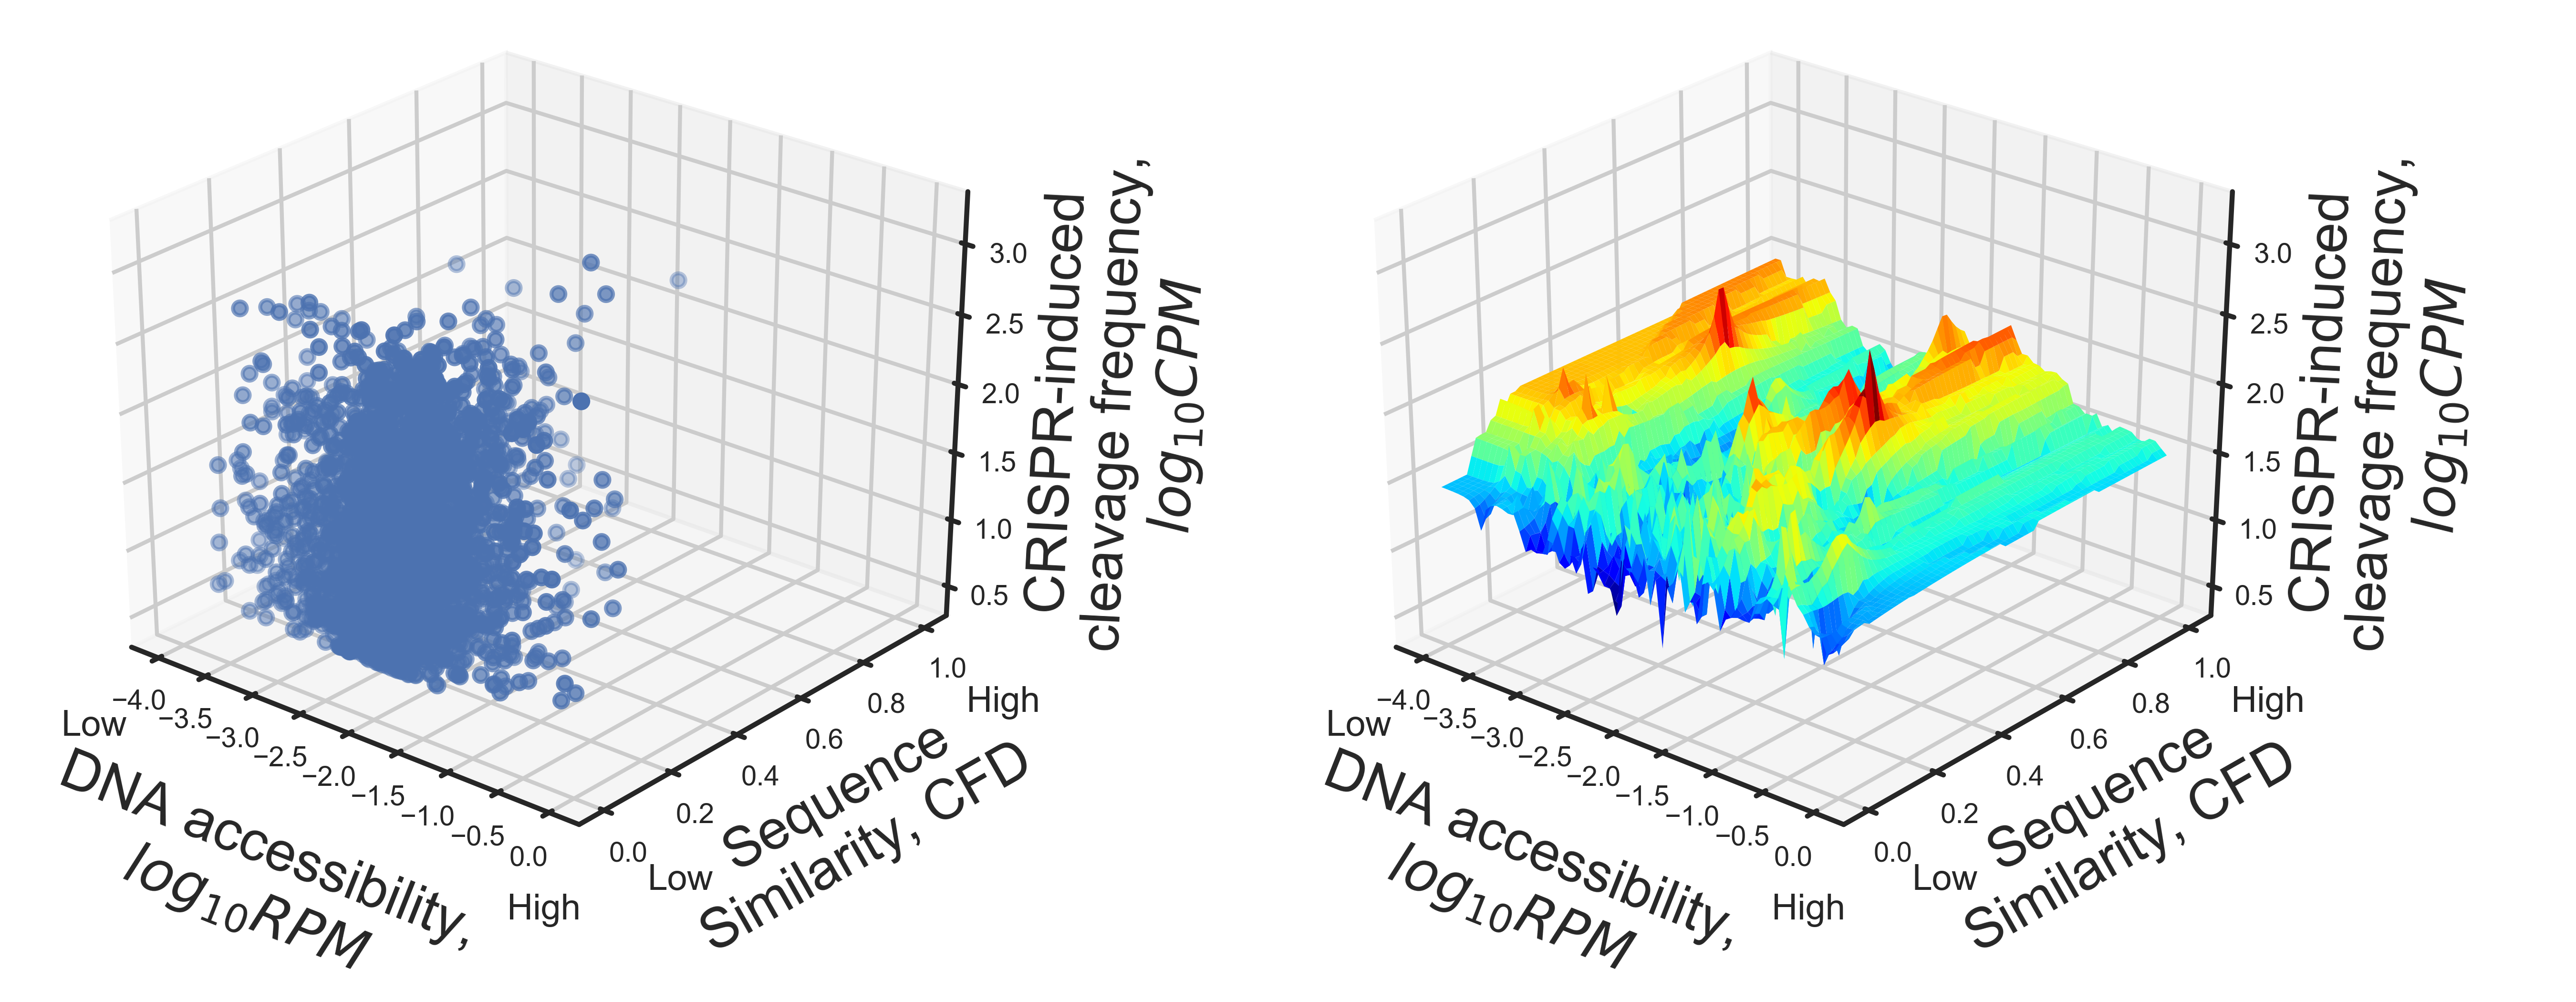 3.0
2.5
2.0
1.5
1.0
0.5
CRISPR-induced
cleavage frequency,
log₁₀CPM
−4.0
−3.5
−3.0
−2.5
−2.0
−1.5
−1.0
−0.5
0.0
Low
High
DNA accessibility,
log₁₀RPM
0.0
0.2
0.4
0.6
0.8
1.0
Low
High
Sequence
Similarity, CFD
3.0
2.5
2.0
1.5
1.0
0.5
CRISPR-induced
cleavage frequency,
log₁₀CPM
−4.0
−3.5
−3.0
−2.5
−2.0
−1.5
−1.0
−0.5
0.0
Low
High
DNA accessibility,
log₁₀RPM
0.0
0.2
0.4
0.6
0.8
1.0
Low
High
Sequence
Similarity, CFD